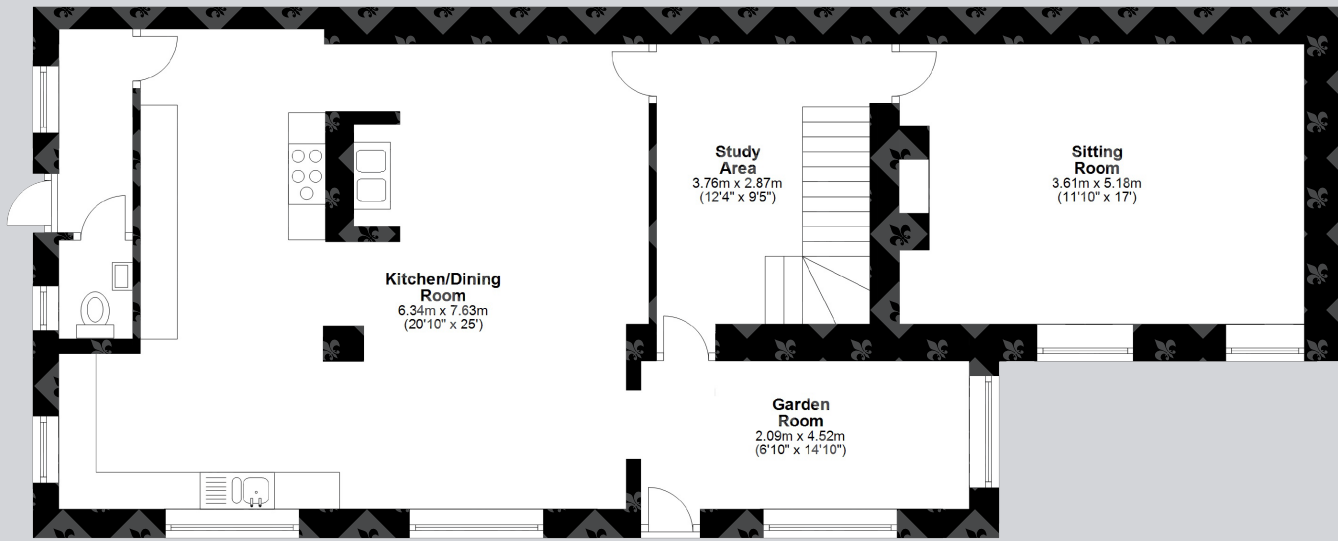 Study
Area
3.76m x 2.87m
(12'4" x 9'5")
Sitting
Room
3.61m x 5.18m
(11'10" x 17')
Kitchen/Dining
Room
6.34m x 7.63m
(20'10" x 25')
Garden
Room
2.09m x 4.52m
(6'10" x 14'10")